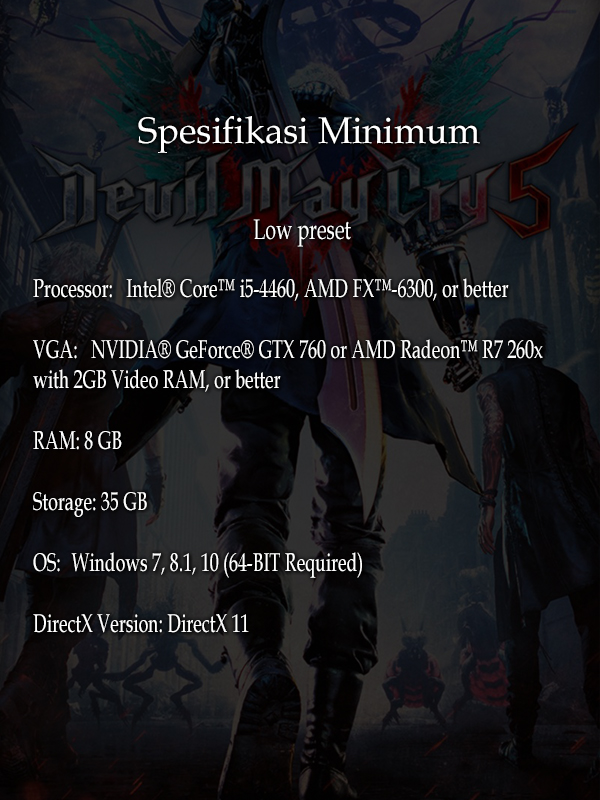 Spesifikasi Minimum
Devil May Cry 5
Low preset
Processor: Intel® Core™ i5-4460, AMD FX™-6300, or better
VGA: NVIDIA® GeForce® GTX 760 or AMD Radeon™ R7 260x
with 2GB Video RAM, or better
RAM: 8 GB
Storage: 35 GB
OS: Windows 7, 8.1, 10 (64-BIT Required)
DirectX Version: DirectX 11